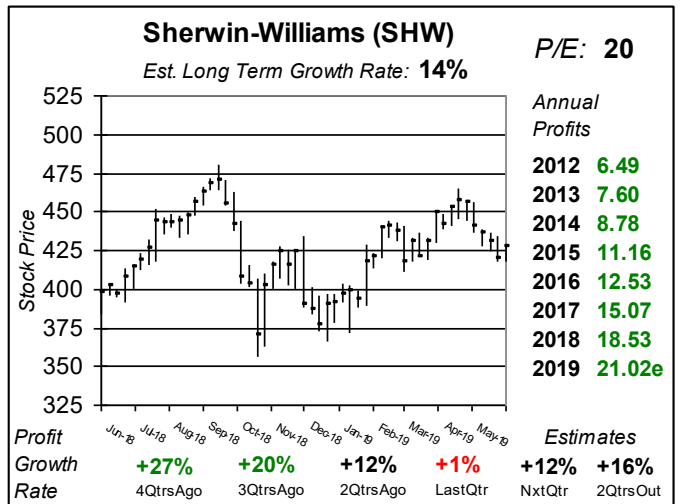 Sherwin-Williams (SHW)
Est. Long Term Growth Rate: 14%
P/E: 20
Stock Price
525
500
475
450
425
400
375
350
325
Jun-18 Jul-18 Aug-18 Sep-18 Oct-18 Nov-18 Dec-18 Jan-19 Feb-19 Mar-19 Apr-19 May-19
Annual
Profits
2012 6.49
2013 7.60
2014 8.78
2015 11.16
2016 12.53
2017 15.07
2018 18.53
2019 21.02e
Profit
Growth
Rate
Estimates
+27% +20% +12% +1% +12% +16%
4QtrsAgo 3QtrsAgo 2QtrsAgo LastQtr NxtQtr 2QtrsOut